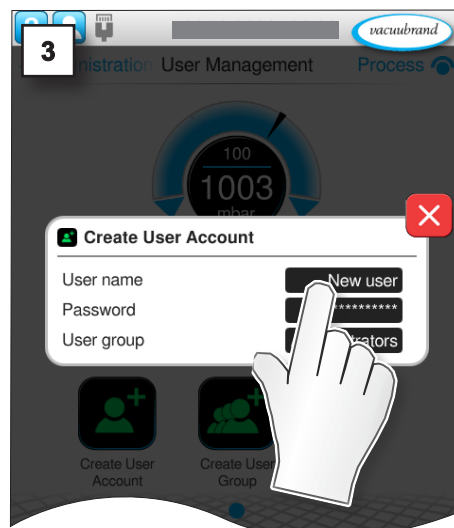 3
vacuubrand
nistration User Management Process
100
1003
mbar
Create User Account
User name New user
Password **********
User group trators
Create User Account
Create User Group